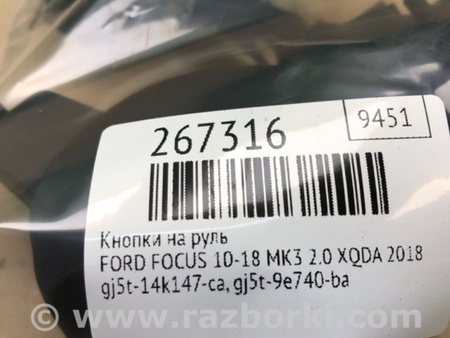 267316
9451
Кнопки на руль
FORD FOCUS 10-18 MK3 2.0 XQDA 2018
gj5t-14k147-ca, gj5t-9e740-ba
www.razborki.com